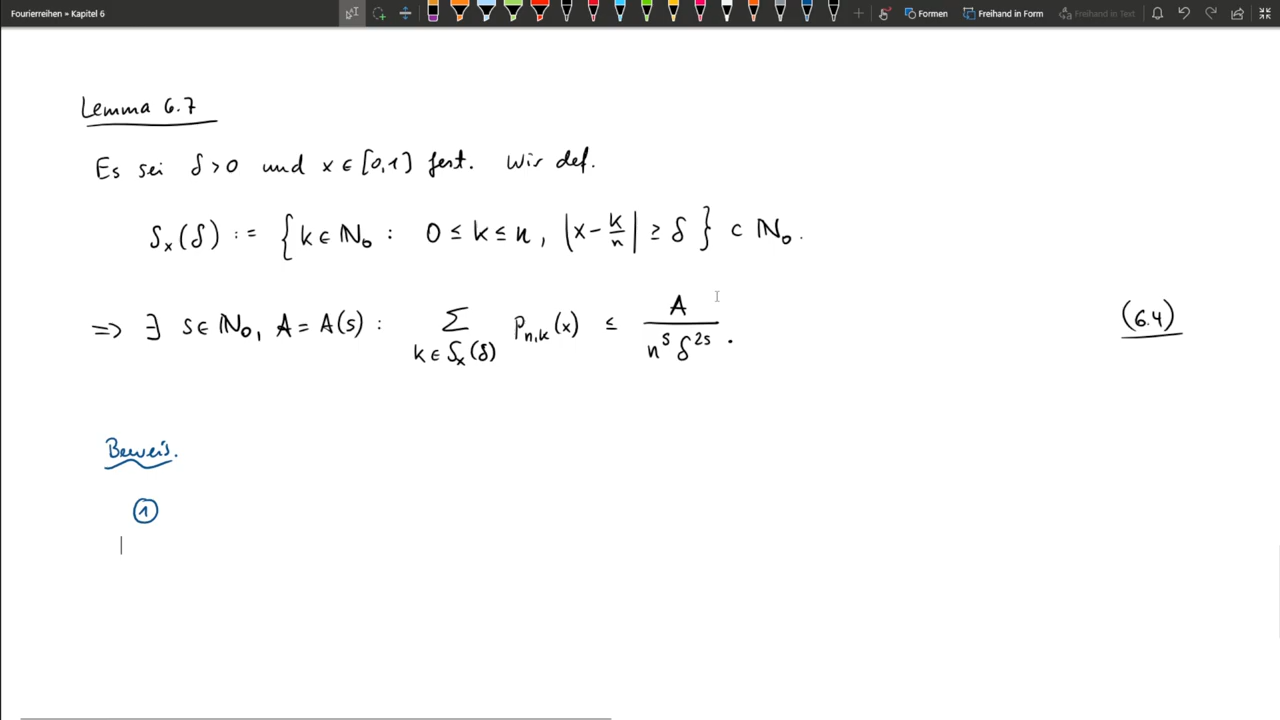 Fourierreihen » Kapitel 6
Formen
Freihand in Form
Freihand in Text
Lemma 6.7
Es sei δ > 0 und x ∈ [0,1] fest. Wir def.
S_x(δ) := { k ∈ ℕ₀ : 0 ≤ k ≤ n, |x - k/n| ≥ δ } ⊂ ℕ₀.
=> ∃ s ∈ ℕ₀, A = A(s) : ∑_{k ∈ S_x(δ)} p_{n,k}(x) ≤ A / (n^s δ^{2s}). (6.4)
Beweis.
①